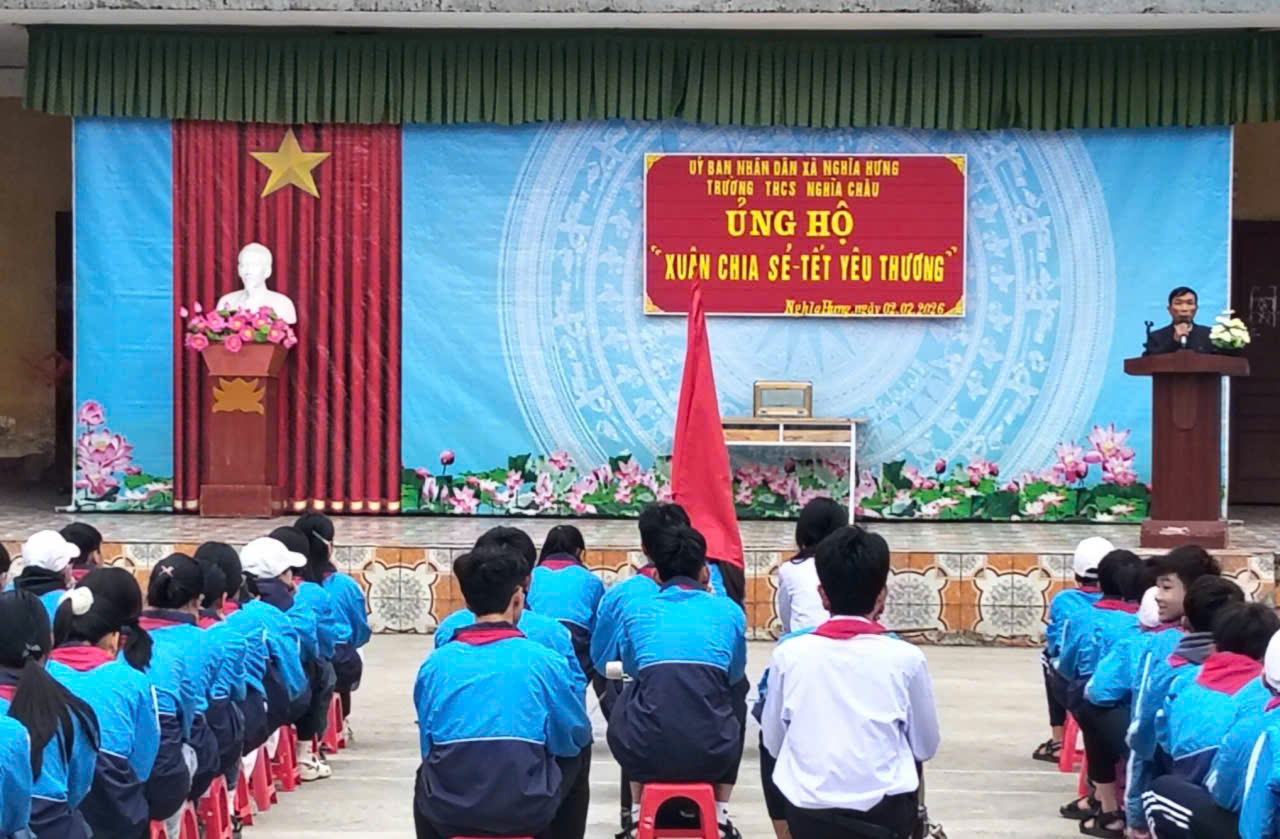 UỶ BAN NHÂN DÂN XÃ NGHĨA HƯNG
TRƯỜNG THCS NGHĨA CHÂU
ỦNG HỘ
"XUÂN CHIA SẺ-TẾT YÊU THƯƠNG"
Nghĩa Hưng, ngày 02.02.2026